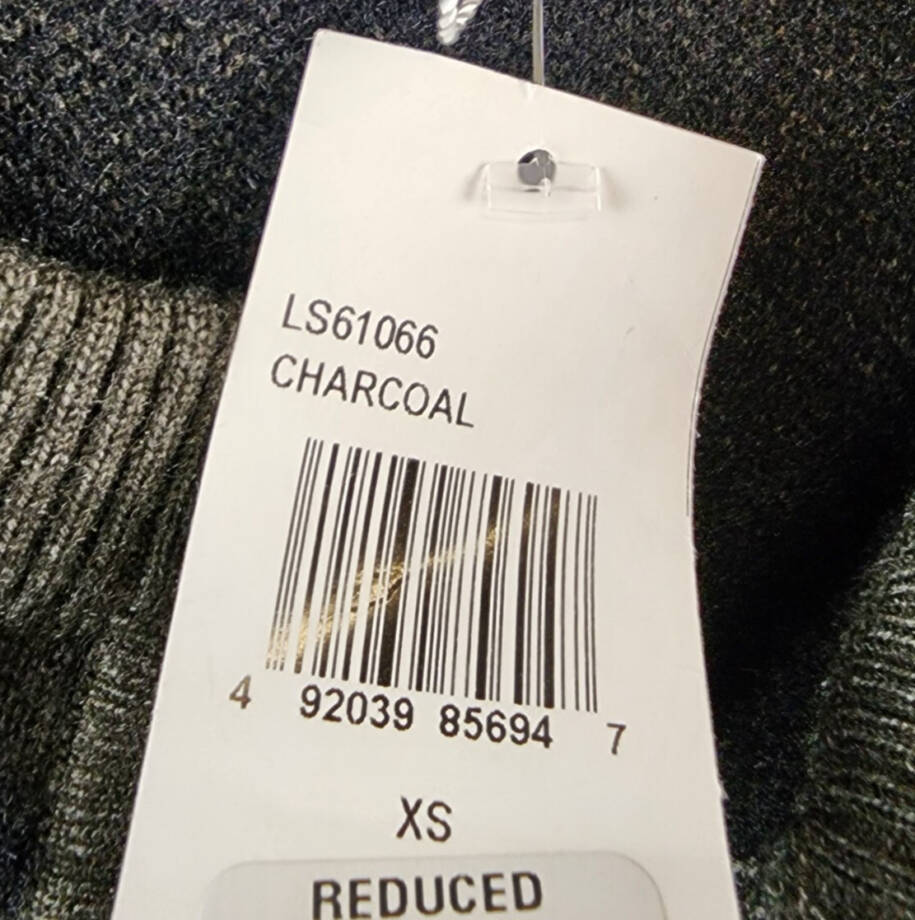 LS61066
CHARCOAL
4 92039 85694 7
XS
REDUCED